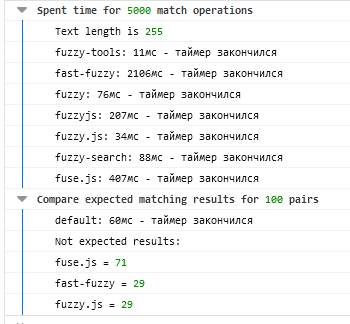 Spent time for 5000 match operations
Text length is 255
fuzzy-tools: 11мс - таймер закончился
fast-fuzzy: 2106мс - таймер закончился
fuzzy: 76мс - таймер закончился
fuzzyjs: 207мс - таймер закончился
fuzzy.js: 34мс - таймер закончился
fuzzy-search: 88мс - таймер закончился
fuse.js: 407мс - таймер закончился
Compare expected matching results for 100 pairs
default: 60мс - таймер закончился
Not expected results:
fuse.js = 71
fast-fuzzy = 29
fuzzy.js = 29